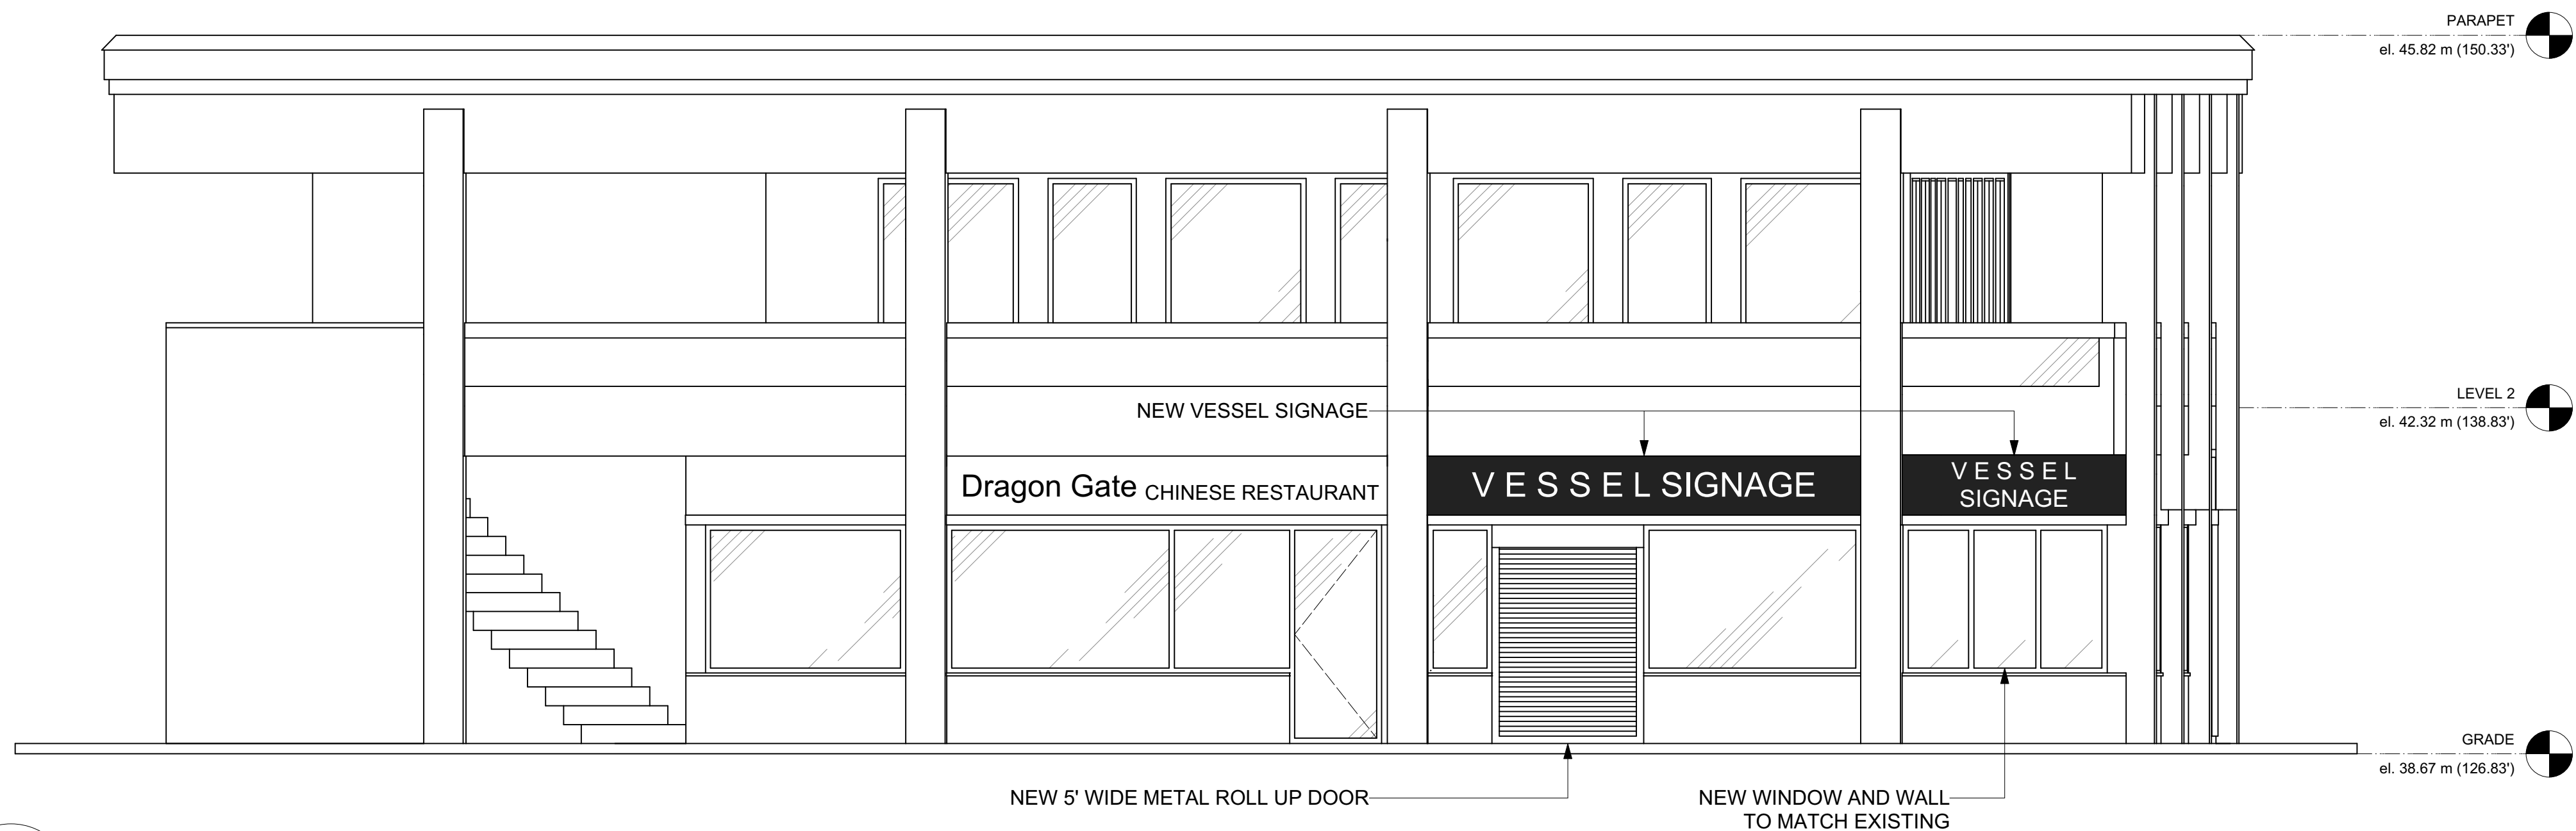 PARAPET
el. 45.82 m (150.33')
LEVEL 2
el. 42.32 m (138.83')
NEW VESSEL SIGNAGE
Dragon Gate CHINESE RESTAURANT
V E S S E L SIGNAGE
V E S S E L
SIGNAGE
GRADE
el. 38.67 m (126.83')
NEW 5' WIDE METAL ROLL UP DOOR
NEW WINDOW AND WALL
TO MATCH EXISTING